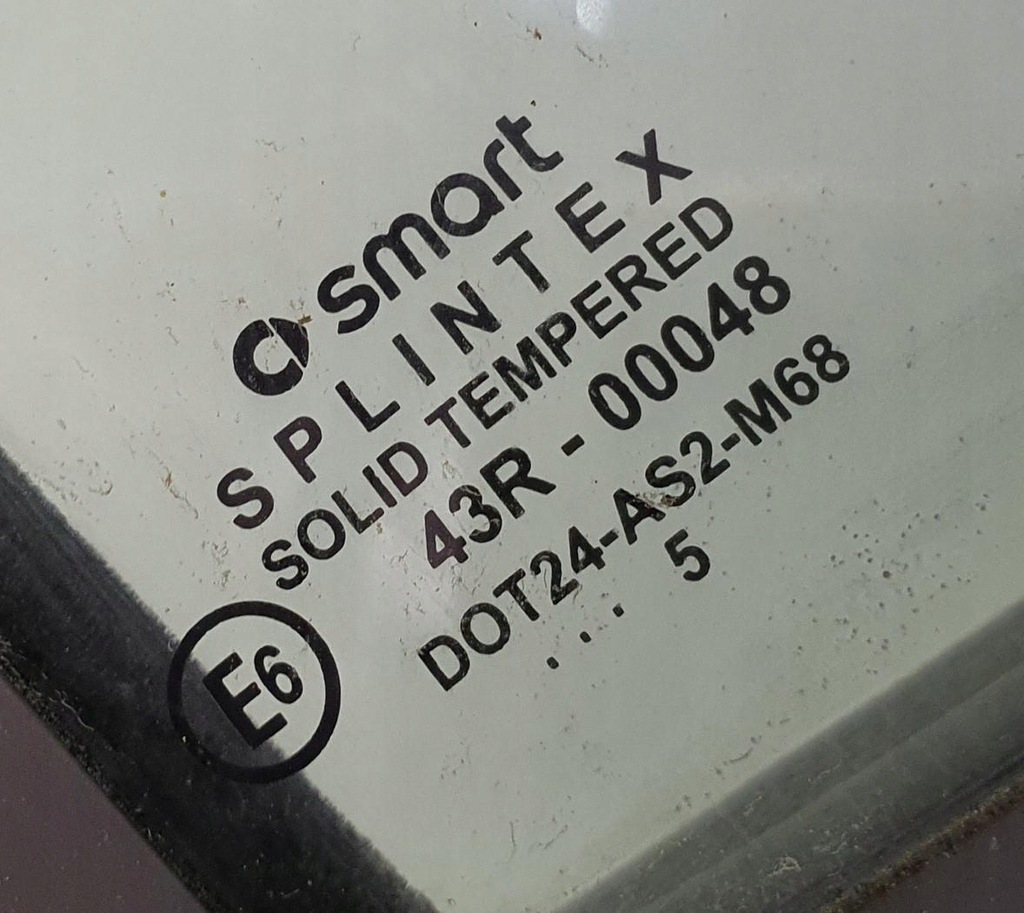 smart
SPLINTEX
SOLID TEMPERED
43R - 00048
E6
DOT24-AS2-M68
... 5